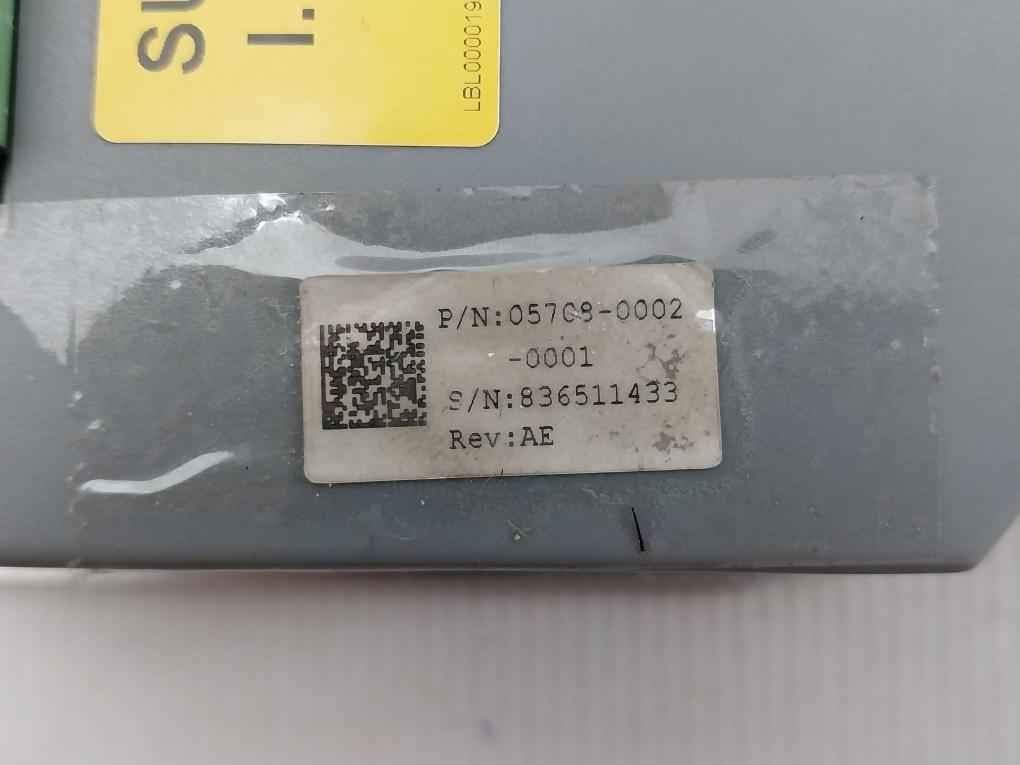 SU
I.
LBL000019
P/N:05708-0002
-0001
S/N:836511433
Rev:AE